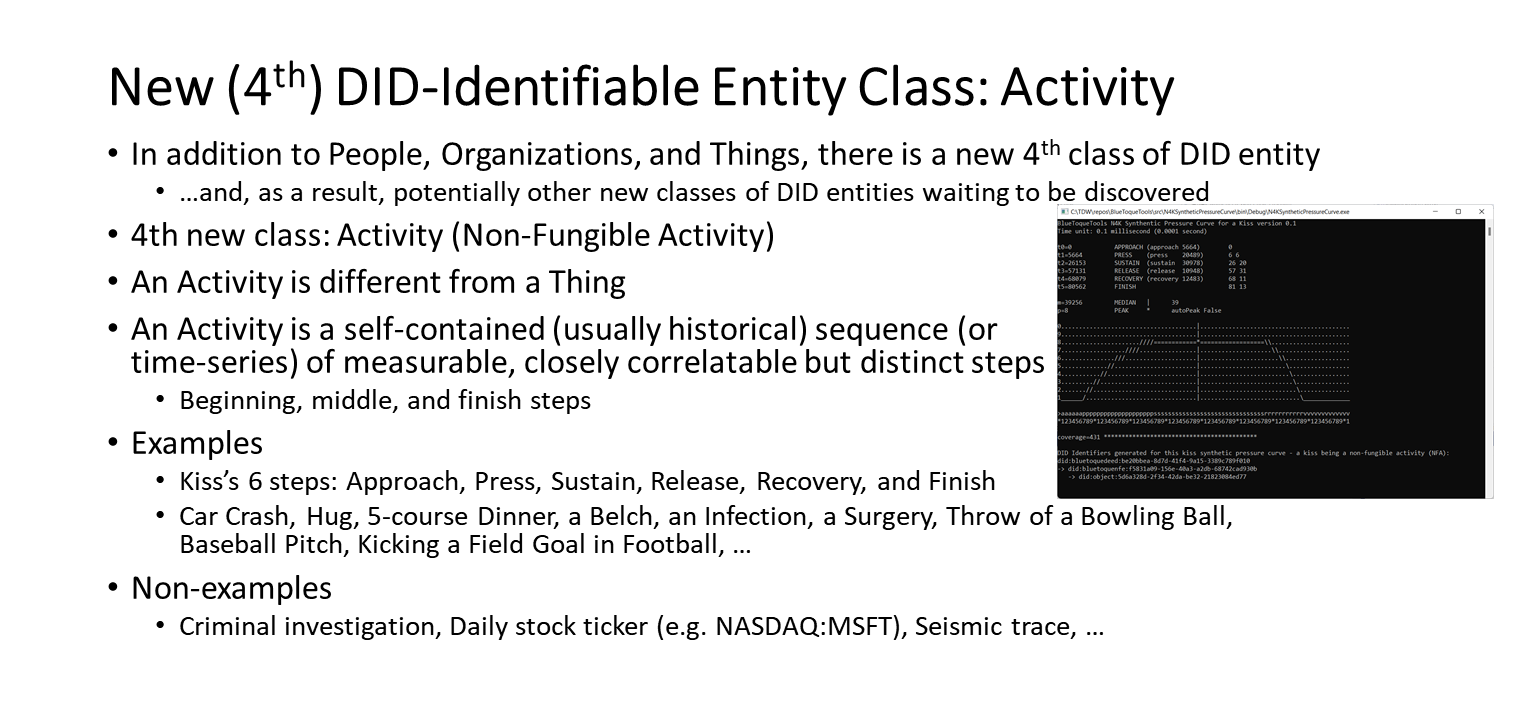 New (4th) DID-Identifiable Entity Class: Activity
• In addition to People, Organizations, and Things, there is a new 4th class of DID entity
• …and, as a result, potentially other new classes of DID entities waiting to be discovered
• 4th new class: Activity (Non-Fungible Activity)
• An Activity is different from a Thing
• An Activity is a self-contained (usually historical) sequence (or
time-series) of measurable, closely correlatable but distinct steps
• Beginning, middle, and finish steps
• Examples
• Kiss’s 6 steps: Approach, Press, Sustain, Release, Recovery, and Finish
• Car Crash, Hug, 5-course Dinner, a Belch, an Infection, a Surgery, Throw of a Bowling Ball,
Baseball Pitch, Kicking a Field Goal in Football, …
• Non-examples
• Criminal investigation, Daily stock ticker (e.g. NASDAQ:MSFT), Seismic trace, …
C:\TDW\repos\BlueToqueTools\src\N4KSyntheticPressureCurve\bin\Debug\N4KSyntheticPressureCurve.exe
BlueToqueTools N4K Synthentic Pressure Curve for a Kiss version 0.1
Time unit: 0.1 millisecond (0.0001 second)
t0=0 APPROACH (approach 5664) 0
t1=5664 PRESS (press 20489) 6 6
t2=26153 SUSTAIN (sustain 30978) 26 20
t3=57131 RELEASE (release 10948) 57 31
t4=68079 RECOVERY (recovery 12483) 68 11
t5=80562 FINISH 81 13
m=39256 MEDIAN | 39
p=8 PEAK * autoPeak False
coverage=431 
DID Identifiers generated for this kiss synthetic pressure curve - a kiss being a non-fungible activity (NFA):
did:bluetoquedeed:be20bbea-8d7d-41f4-9a15-3389c789f010
-> did:bluetoquenfe:f5831a09-156e-40a3-a2db-68742cad930b
-> did:object:5d6a328d-2f34-42da-be32-21823084ed77